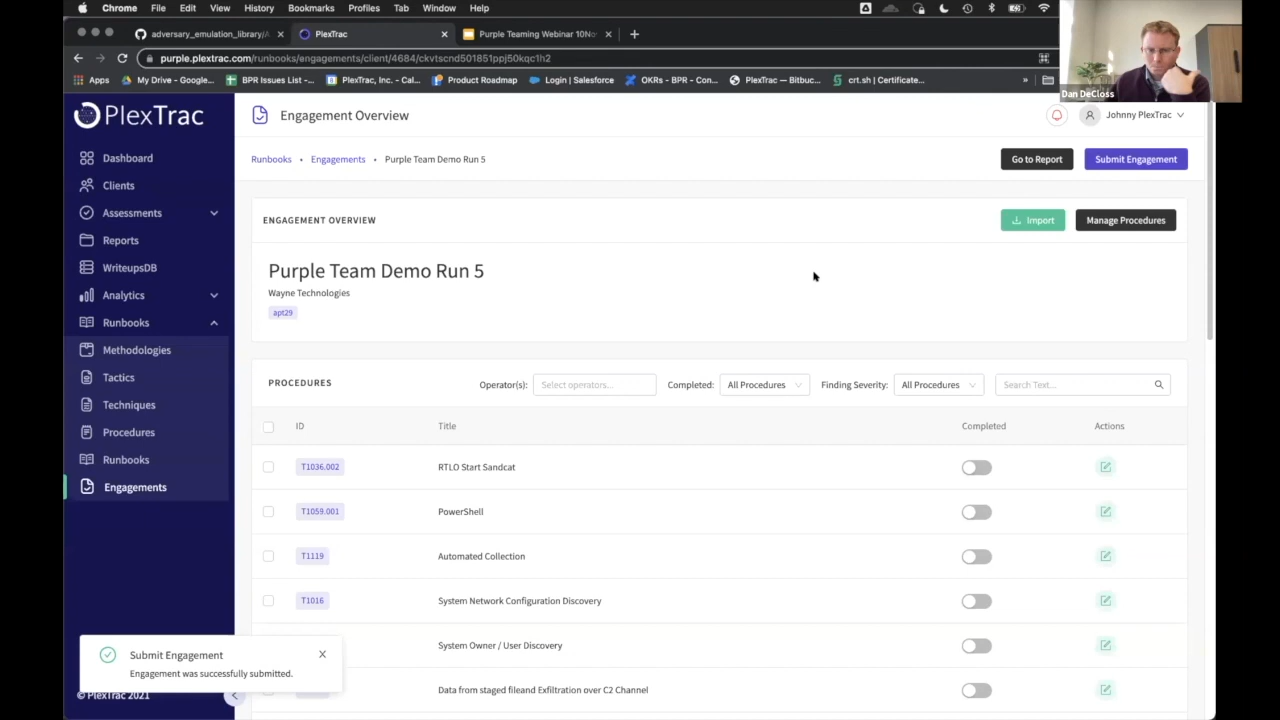 Chrome File Edit View History Bookmarks Profiles Tab Window Help
adversary_emulation_library/A
PlexTrac
Purple Teaming Webinar 10No
purple.plextrac.com/runbooks/engagements/client/4684/ckvtscnd501851ppj50kqc1h2
Apps My Drive - Google... BPR Issues List -... PlexTrac, Inc. - Cal... Product Roadmap Login | Salesforce OKRs - BPR - Con... PlexTrac — Bitbuc... crt.sh | Certificate... »
Dan DeCloss
PlexTrac
Engagement Overview
Johnny PlexTrac
Runbooks • Engagements • Purple Team Demo Run 5
Go to Report
Submit Engagement
Dashboard
Clients
Assessments
Reports
WriteupsDB
Analytics
Runbooks
Methodologies
Tactics
Techniques
Procedures
Runbooks
Engagements
ENGAGEMENT OVERVIEW
Import
Manage Procedures
Purple Team Demo Run 5
Wayne Technologies
apt29
PROCEDURES
Operator(s): Select operators...
Completed: All Procedures
Finding Severity: All Procedures
Search Text...
ID Title Completed Actions
T1036.002 RTLO Start Sandcat
T1059.001 PowerShell
T1119 Automated Collection
T1016 System Network Configuration Discovery
System Owner / User Discovery
Data from staged fileand Exfiltration over C2 Channel
Submit Engagement X
Engagement was successfully submitted.
© PlexTrac 2021